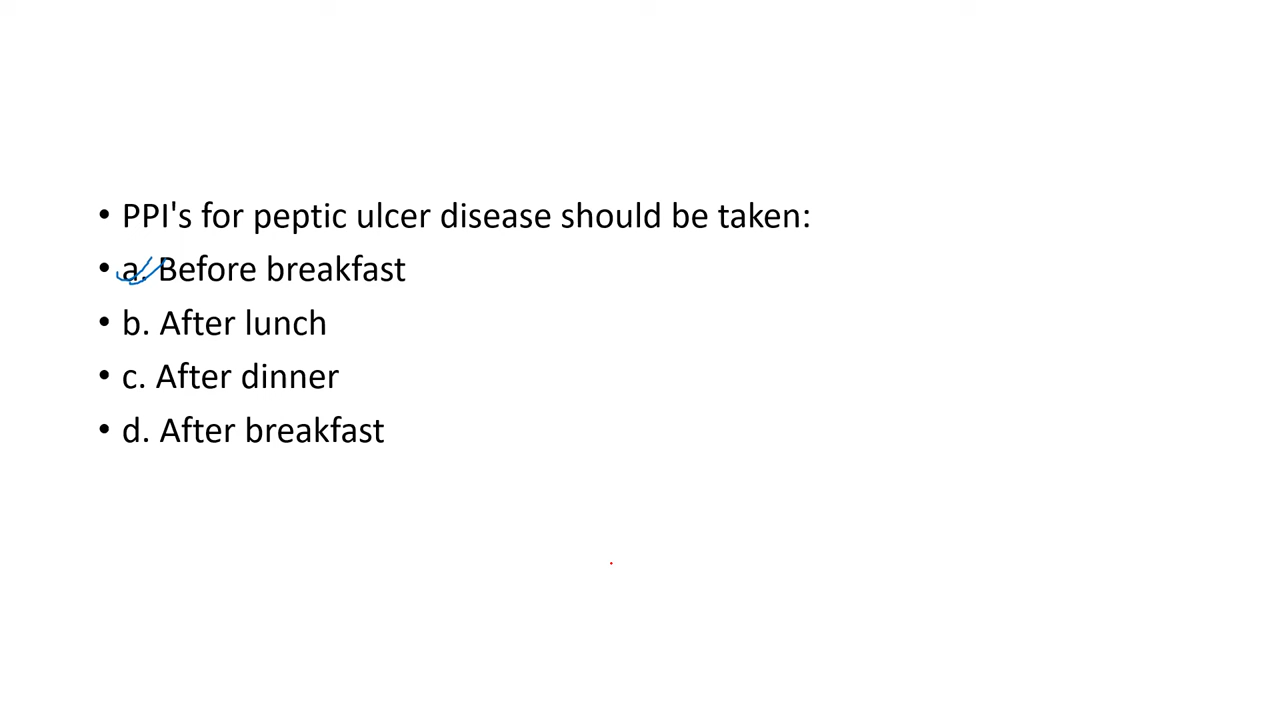 • PPI's for peptic ulcer disease should be taken:
• a. Before breakfast
• b. After lunch
• c. After dinner
• d. After breakfast